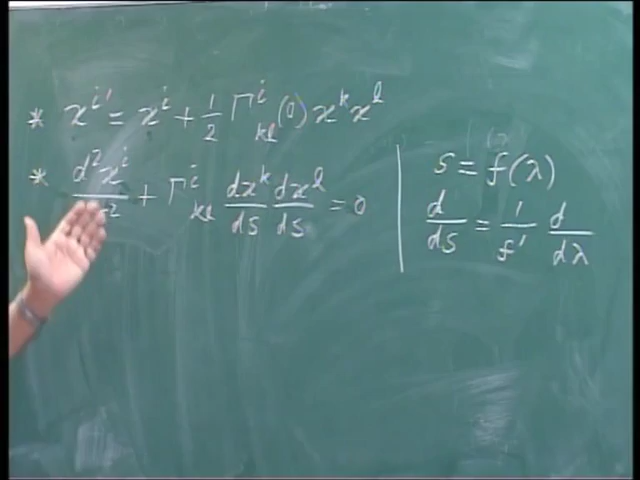 * x^{i'} = x^i + 1/2 Γ^i_{kl}(0) x^k x^l
* d²x^i/ds² + Γ^i_{kl} dx^k/ds dx^l/ds = 0
s = f(λ)
d/ds = 1/f' d/dλ